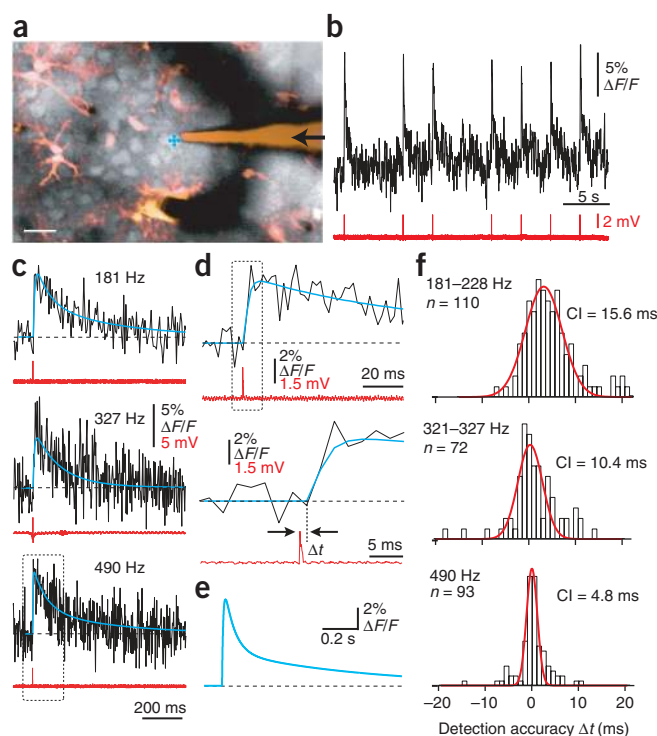 a
b
5%
ΔF/F
5 s
2 mV
c
181 Hz
327 Hz
5%
ΔF/F
5 mV
490 Hz
200 ms
d
2%
ΔF/F
1.5 mV
20 ms
2%
ΔF/F
1.5 mV
Δt
5 ms
e
2%
ΔF/F
0.2 s
f
181–228 Hz
n = 110
CI = 15.6 ms
321–327 Hz
n = 72
CI = 10.4 ms
490 Hz
n = 93
CI = 4.8 ms
–20 –10 0 10 20
Detection accuracy Δt (ms)